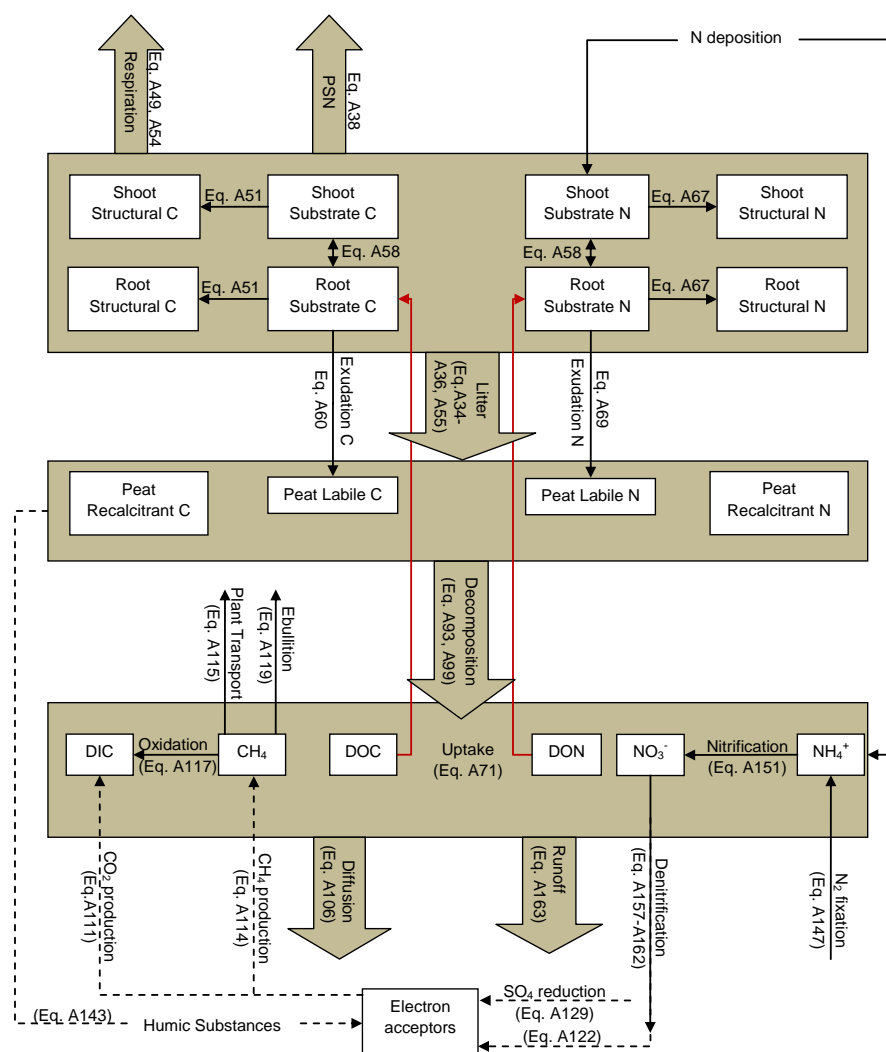 N deposition
Respiration
Eq. A49, A54
PSN
Eq. A38
Shoot
Structural C
Eq. A51
Shoot
Substrate C
Shoot
Substrate N
Eq. A67
Shoot
Structural N
Eq. A58
Eq. A58
Root
Structural C
Eq. A51
Root
Substrate C
Root
Substrate N
Eq. A67
Root
Structural N
Exudation C
Eq. A60
Litter
(Eq.A34-
A36, A55)
Eq. A69
Exudation N
Peat
Recalcitrant C
Peat Labile C
Peat Labile N
Peat
Recalcitrant N
Plant Transport
(Eq. A115)
Ebullition
(Eq. A119)
Decomposition
(Eq. A93, A99)
DIC
Oxidation
(Eq. A117)
CH₄
DOC
Uptake
(Eq. A71)
DON
NO₃⁻
Nitrification
(Eq. A151)
NH₄⁺
CO₂ production
(Eq.A111)
CH₄ production
(Eq. A114)
Diffusion
(Eq. A106)
Runoff
(Eq. A163)
Denitrification
(Eq. A157-A162)
N₂ fixation
(Eq. A147)
(Eq. A143)
Humic Substances
Electron
acceptors
SO₄ reduction
(Eq. A129)
(Eq. A122)